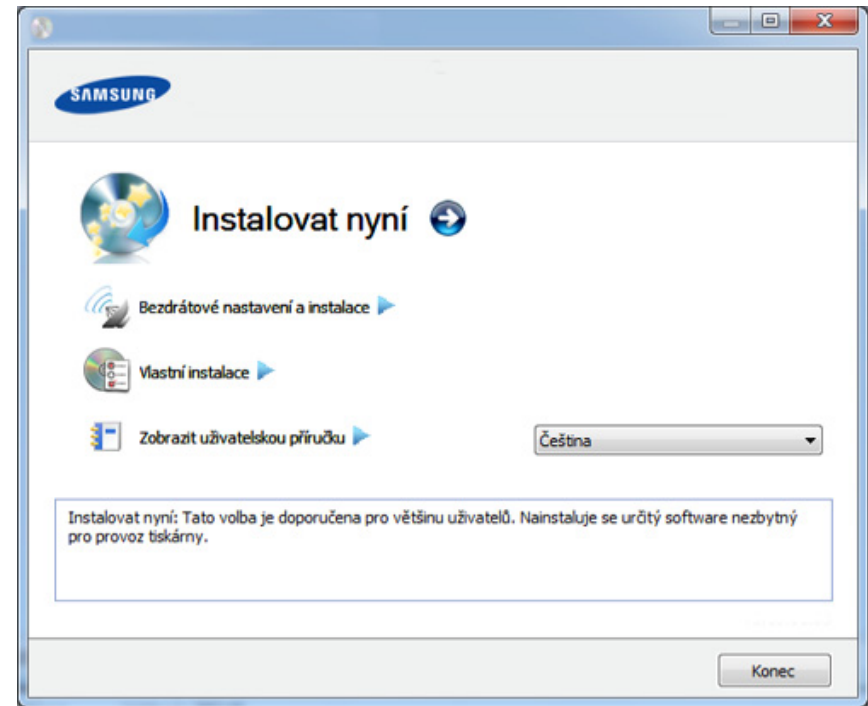 SAMSUNG
Instalovat nyní
Bezdrátové nastavení a instalace
Vlastní instalace
Zobrazit uživatelskou příručku
Čeština
Instalovat nyní: Tato volba je doporučena pro většinu uživatelů. Nainstaluje se určitý software nezbytný
pro provoz tiskárny.
Konec